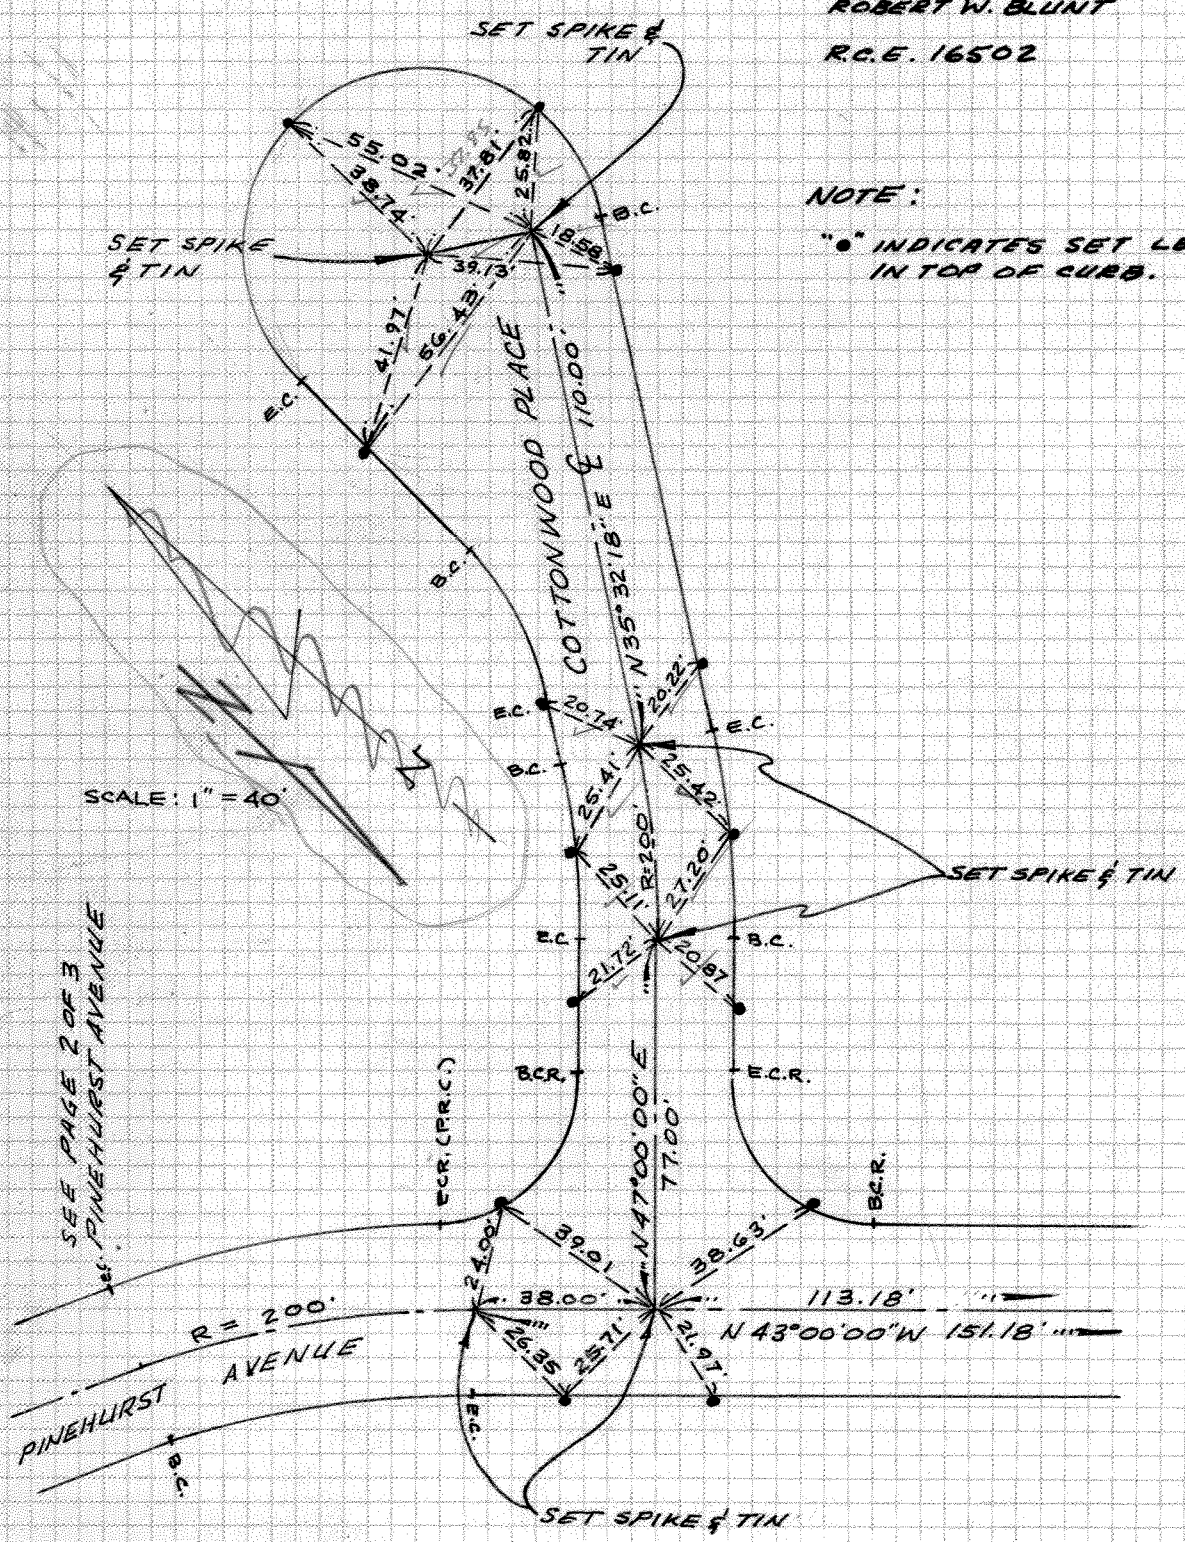 ROBERT W. BLUNT
R.C.E. 16502
SET SPIKE &
TIN
NOTE:
"●" INDICATES SET
IN TOP OF CURB.
SET SPIKE
& TIN
55.02'
38.74'
37.81'
25.82'
B.C.
18.58'
39.13'
41.97'
56.43'
E.C.
COTTONWOOD PLACE
N35°32'18"E ℄ 110.00'
B.C.
E.C.
20.74'
20.22'
E.C.
B.C.
25.41'
25.42'
SCALE: 1" = 40'
R=200'
27.20'
25.11'
SET SPIKE & TIN
E.C.
B.C.
21.72'
20.87
B.C.R.
E.C.R.
SEE PAGE 2 OF 3
PINEHURST AVENUE
E.C.R. (P.R.C.)
N47°00'00"E
77.00'
B.C.R.
24.00'
39.01
38.63'
38.00'
113.18'
N 43°00'00"W 151.18'
R = 200'
26.35
25.71'
21.97'
PINEHURST AVENUE
B.C.
E.C.
SET SPIKE & TIN